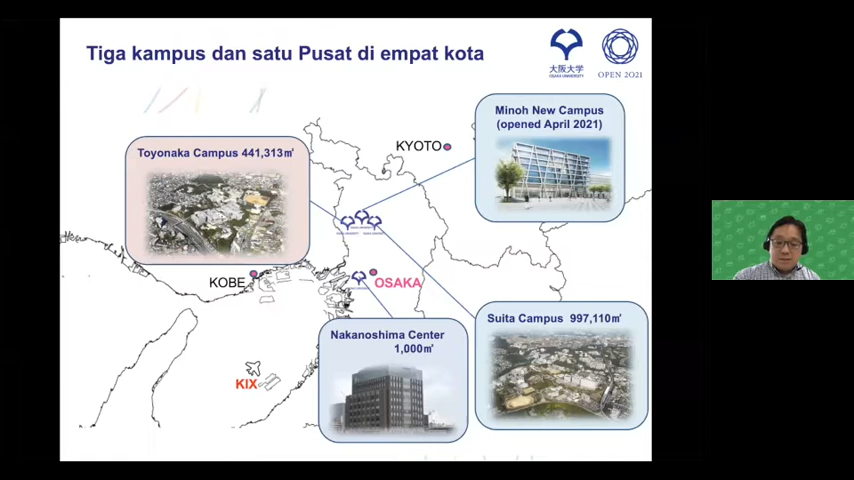 Tiga kampus dan satu Pusat di empat kota
大阪大学
OSAKA UNIVERSITY
OPEN 2021
Minoh New Campus
(opened April 2021)
Toyonaka Campus 441,313㎡
KYOTO
KOBE
OSAKA
Nakanoshima Center
1,000㎡
Suita Campus 997,110㎡
KIX